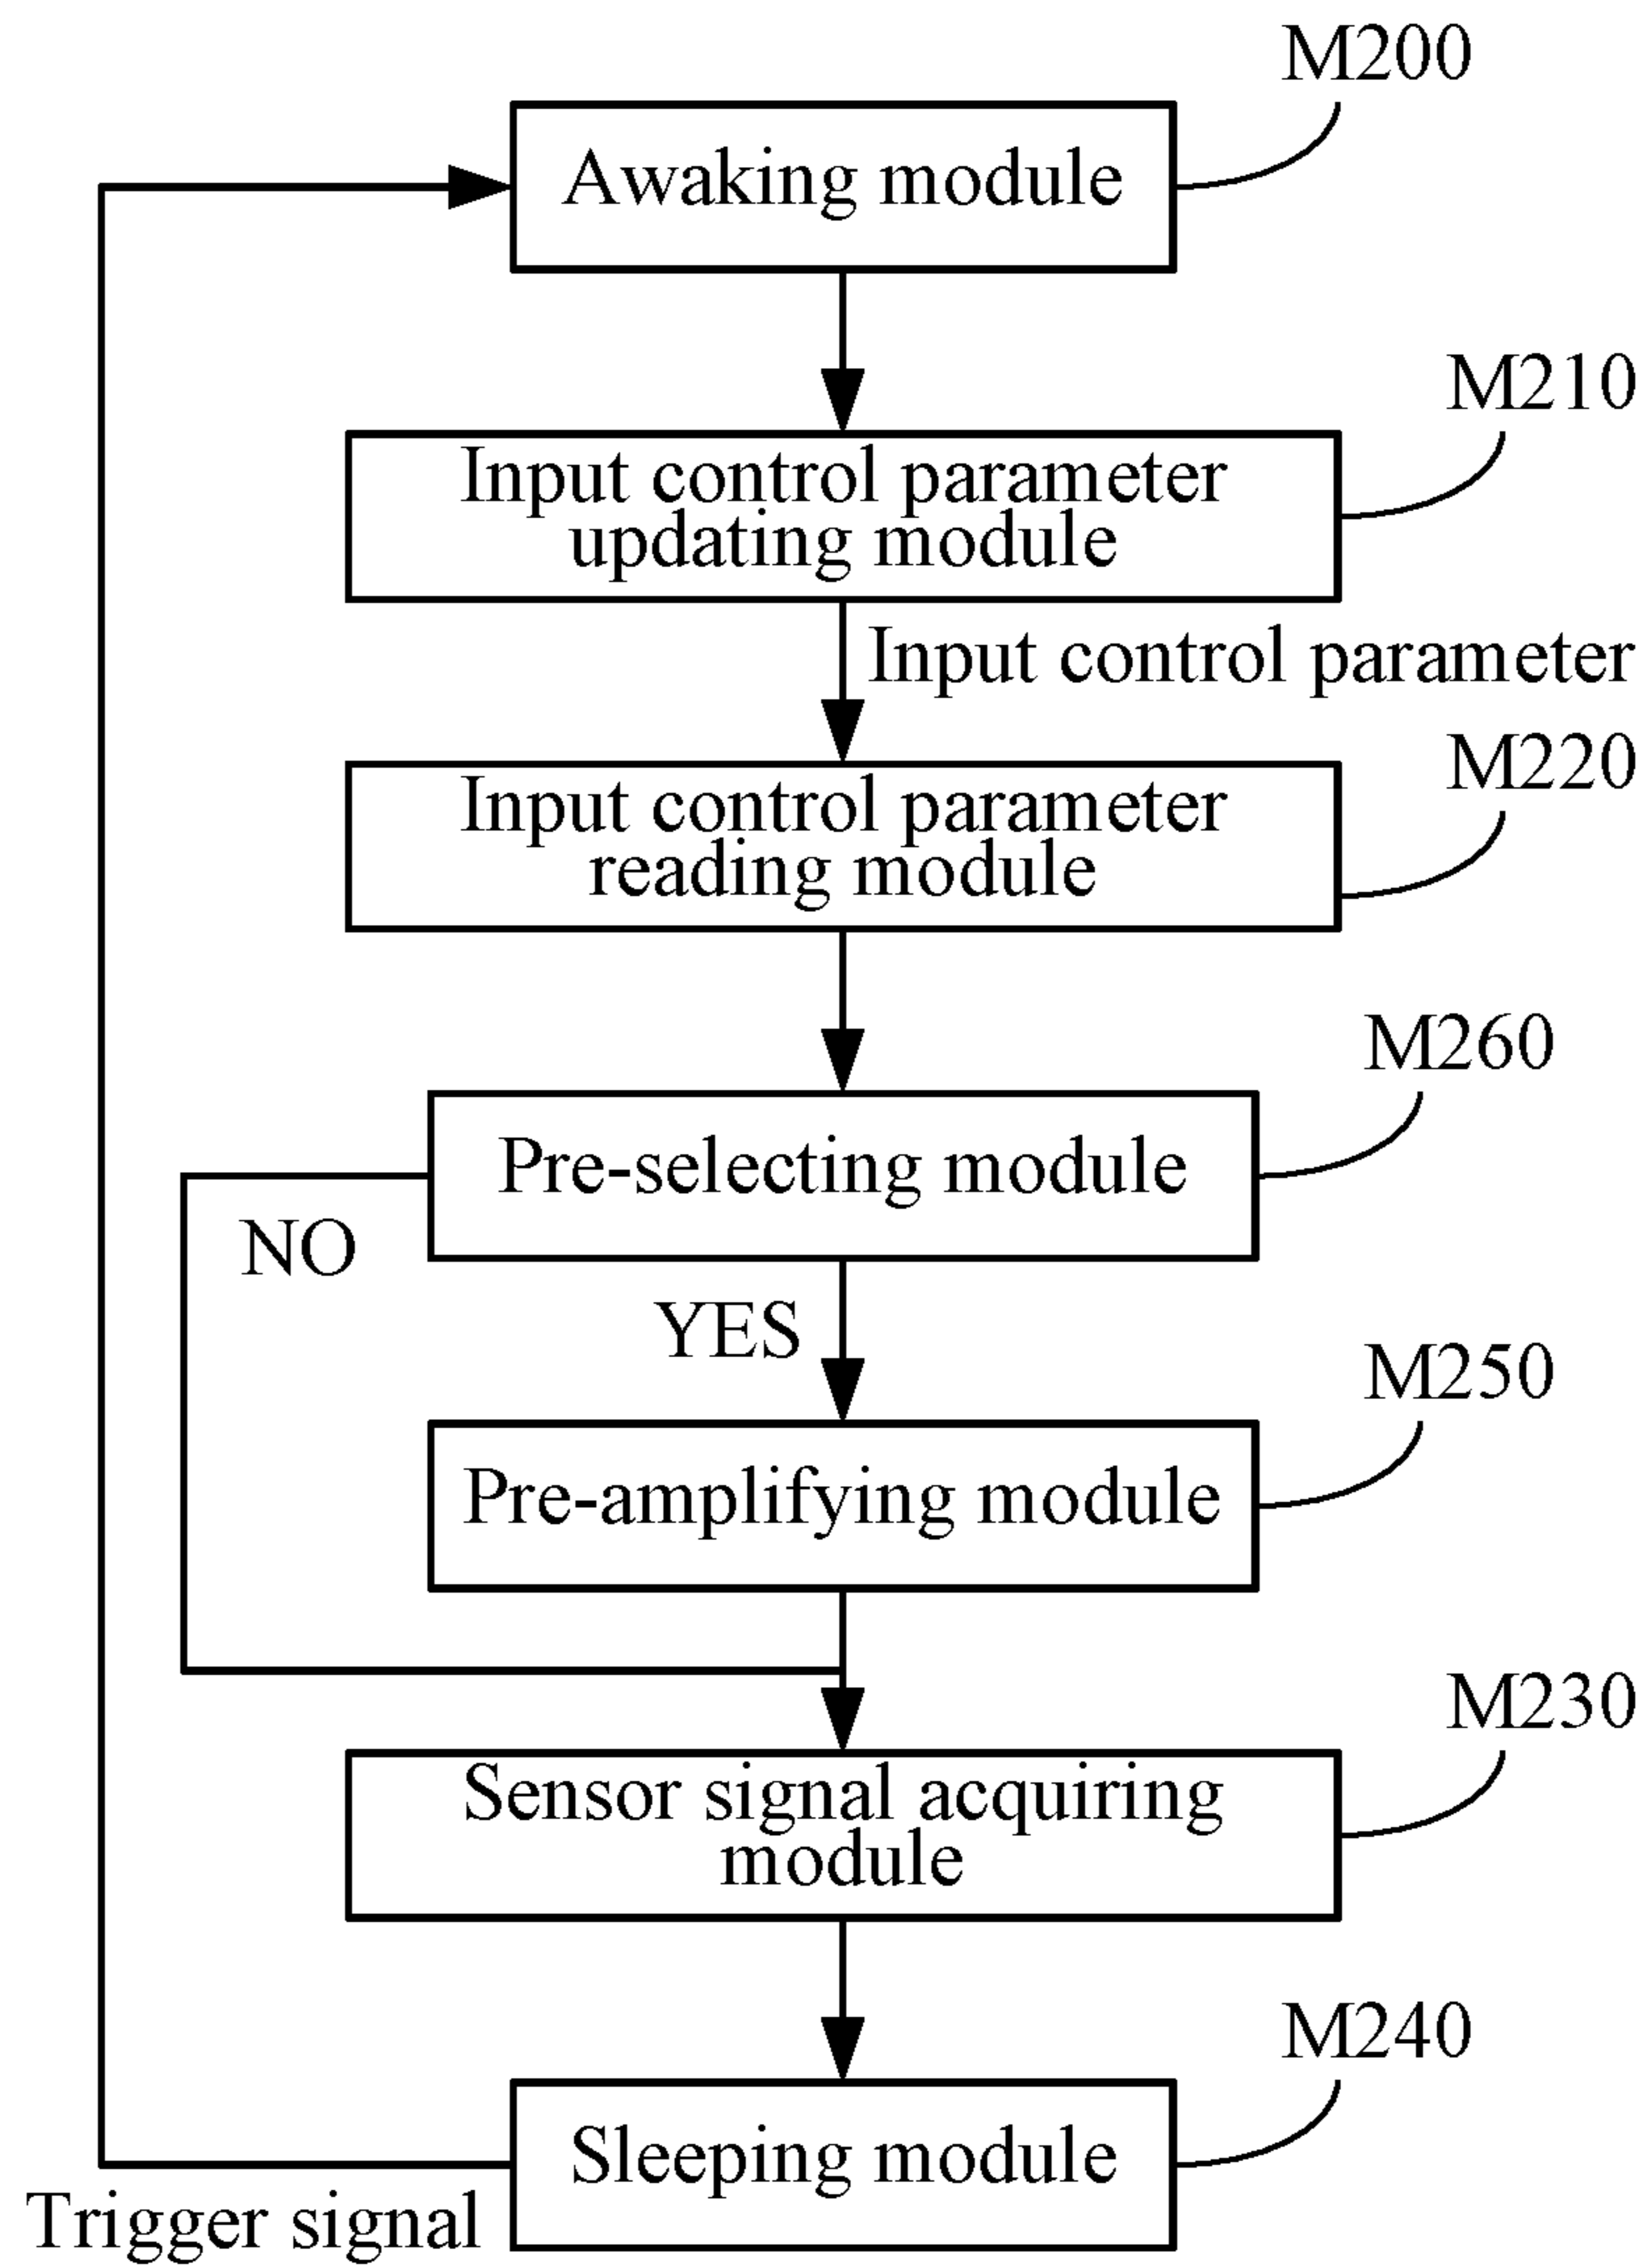 M200
Awaking module
M210
Input control parameter
updating module
Input control parameter
M220
Input control parameter
reading module
M260
Pre-selecting module
NO
YES
M250
Pre-amplifying module
M230
Sensor signal acquiring
module
M240
Sleeping module
Trigger signal